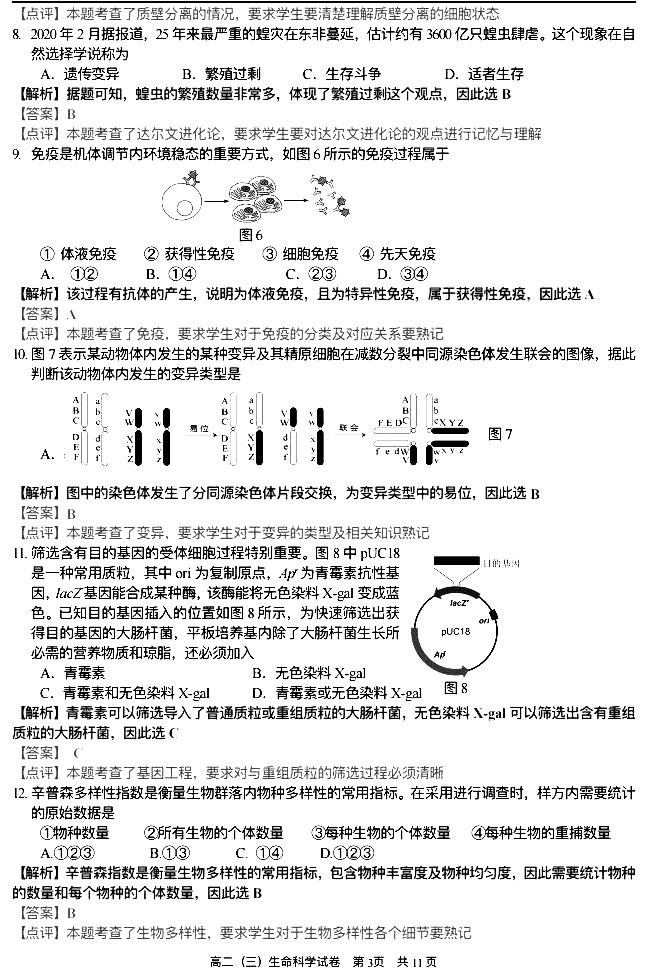 【点评】本题考查了质壁分离的情况，要求学生要清楚理解质壁分离的细胞状态
8. 2020 年 2 月据报道，25 年来最严重的蝗灾在东非蔓延，估计约有 3600 亿只蝗虫肆虐。这个现象在自
然选择学说称为
A．遗传变异 B．繁殖过剩 C．生存斗争 D．适者生存
【解析】据题可知，蝗虫的繁殖数量非常多，体现了繁殖过剩这个观点，因此选 B
【答案】B
【点评】本题考查了达尔文进化论，要求学生要对达尔文进化论的观点进行记忆与理解
9. 免疫是机体调节内环境稳态的重要方式，如图 6 所示的免疫过程属于
图 6
① 体液免疫 ② 获得性免疫 ③ 细胞免疫 ④ 先天免疫
A． ①② B．①④ C．②③ D．③④
【解析】该过程有抗体的产生，说明为体液免疫，且为特异性免疫，属于获得性免疫，因此选 A
【答案】A
【点评】本题考查了免疫，要求学生对于免疫的分类及对应关系要熟记
10. 图 7 表示某动物体内发生的某种变异及其精原细胞在减数分裂中同源染色体发生联会的图像，据此
判断该动物体内发生的变异类型是
A B C D E F a b c d e f V W X Y Z v w x y z
易位
A B C D E F a b c X Y Z V W d e f v w x y z
联会
A B C F E D a b c X Y Z f e d W V w x y z v
图 7
A．
【解析】图中的染色体发生了分同源染色体片段交换，为变异类型中的易位，因此选 B
【答案】B
【点评】本题考查了变异，要求学生对于变异的类型及相关知识熟记
11. 筛选含有目的基因的受体细胞过程特别重要。图 8 中 pUC18
是一种常用质粒，其中 ori 为复制原点，Apʳ 为青霉素抗性基
因，lacZ′基因能合成某种酶，该酶能将无色染料 X-gal 变成蓝
色。已知目的基因插入的位置如图 8 所示，为快速筛选出获
得目的基因的大肠杆菌，平板培养基内除了大肠杆菌生长所
必需的营养物质和琼脂，还必须加入
A．青霉素 B．无色染料 X-gal
C．青霉素和无色染料 X-gal D．青霉素或无色染料 X-gal
目的基因
lacZ'
ori
pUC18
Apʳ
图 8
【解析】青霉素可以筛选导入了普通质粒或重组质粒的大肠杆菌，无色染料 X-gal 可以筛选出含有重组
质粒的大肠杆菌，因此选 C
【答案】 C
【点评】本题考查了基因工程，要求对与重组质粒的筛选过程必须清晰
12. 辛普森多样性指数是衡量生物群落内物种多样性的常用指标。在采用进行调查时，样方内需要统计
的原始数据是
①物种数量 ②所有生物的个体数量 ③每种生物的个体数量 ④每种生物的重捕数量
A.①②③ B.①③ C. ①④ D.①②③
【解析】辛普森指数是衡量生物多样性的常用指标，包含物种丰富度及物种均匀度，因此需要统计物种
的数量和每个物种的个体数量，因此选 B
【答案】B
【点评】本题考查了生物多样性，要求学生对于生物多样性各个细节要熟记
高二（三）生命科学试卷 第 3页 共 11 页